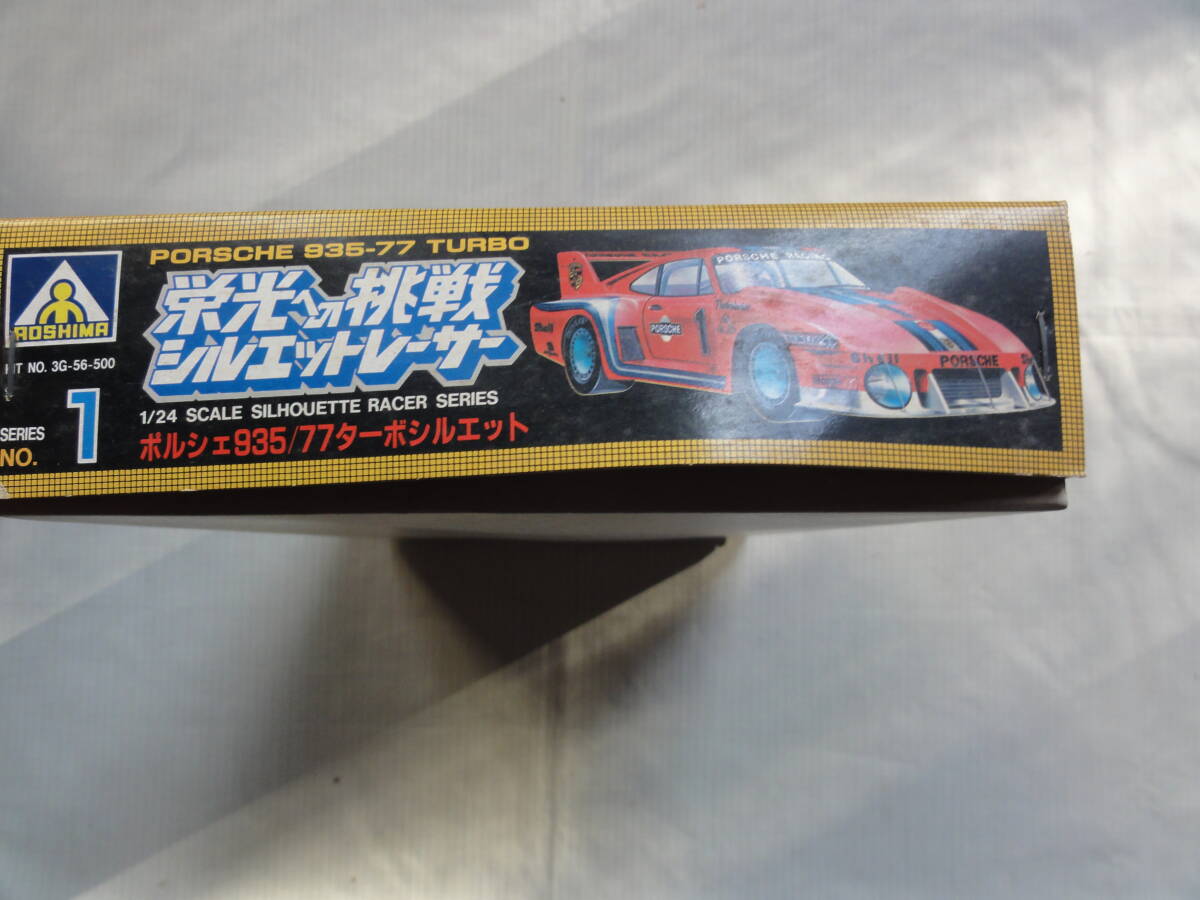 PORSCHE 935-77 TURBO
AOSHIMA
栄光への挑戦
シルエットレーサー
KIT NO. 3G-56-500
1/24 SCALE SILHOUETTE RACER SERIES
SERIES
NO. 1
ポルシェ935/77ターボシルエット
PORSCHE RACING
PORSCHE
1
Shell
PORSCHE